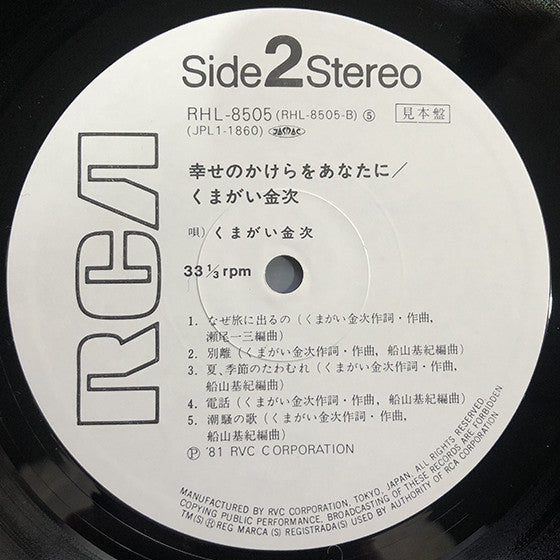 Side 2 Stereo
RHL-8505 (RHL-8505-B) ⑤ 見本盤
(JPL1-1860) JASRAC
RCA
幸せのかけらをあなたに/
くまがい金次
唄) くまがい金次
33 1/3 rpm
1. なぜ旅に出るの (くまがい金次作詞・作曲,
瀬尾一三編曲)
2. 別離 (くまがい金次作詞・作曲, 船山基紀編曲)
3. 夏、季節のたわむれ (くまがい金次作詞・作曲,
船山基紀編曲)
4. 電話 (くまがい金次作詞・作曲, 船山基紀編曲)
5. 潮騒の歌 (くまがい金次作詞・作曲,
船山基紀編曲)
Ⓟ '81 RVC CORPORATION
MANUFACTURED BY RVC CORPORATION, TOKYO, JAPAN. ALL RIGHTS RESERVED.
COPYING PUBLIC PERFORMANCE, BROADCASTING OF THESE RECORDS ARE FORBIDDEN
TM(S)® REG MARCA (S) REGISTRADA(S) USED BY AUTHORITY OF RCA CORPORATION